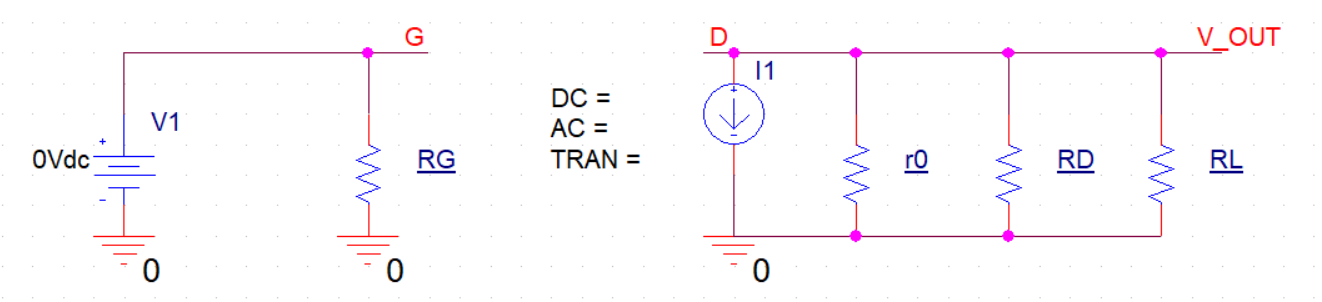 G
D
V_OUT
I1
DC =
AC =
TRAN =
V1
0Vdc
+
-
RG
+
-
r0
RD
RL
0
0
0